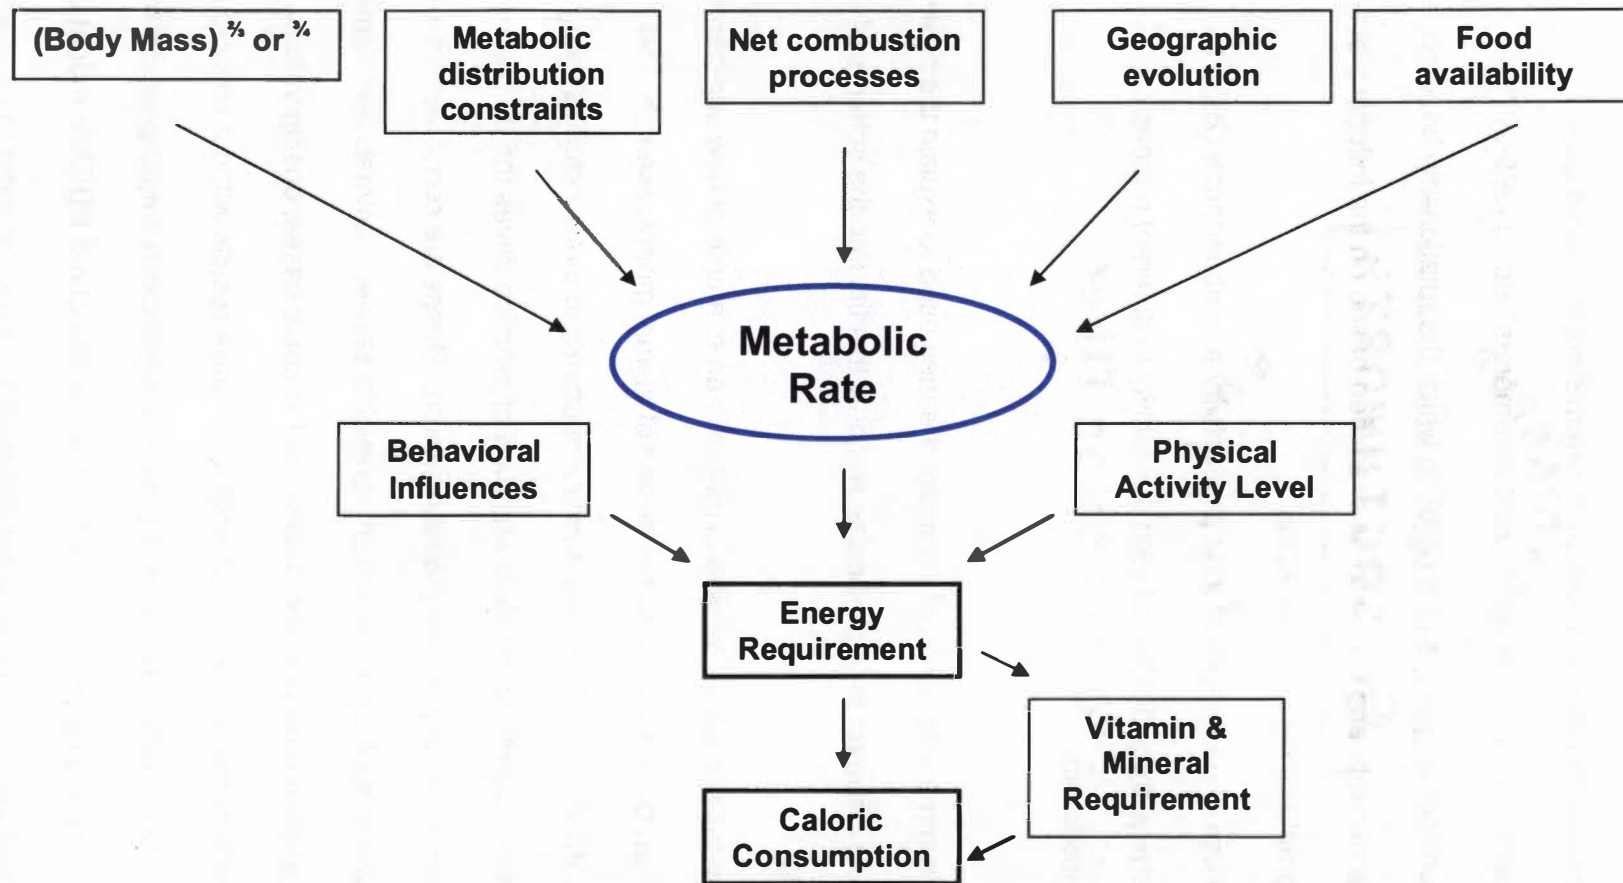 (Body Mass) ⅔ or ¾
Metabolic
distribution
constraints
Net combustion
processes
Geographic
evolution
Food
availability
Metabolic
Rate
Behavioral
Influences
Physical
Activity Level
Energy
Requirement
Vitamin &
Mineral
Requirement
Caloric
Consumption